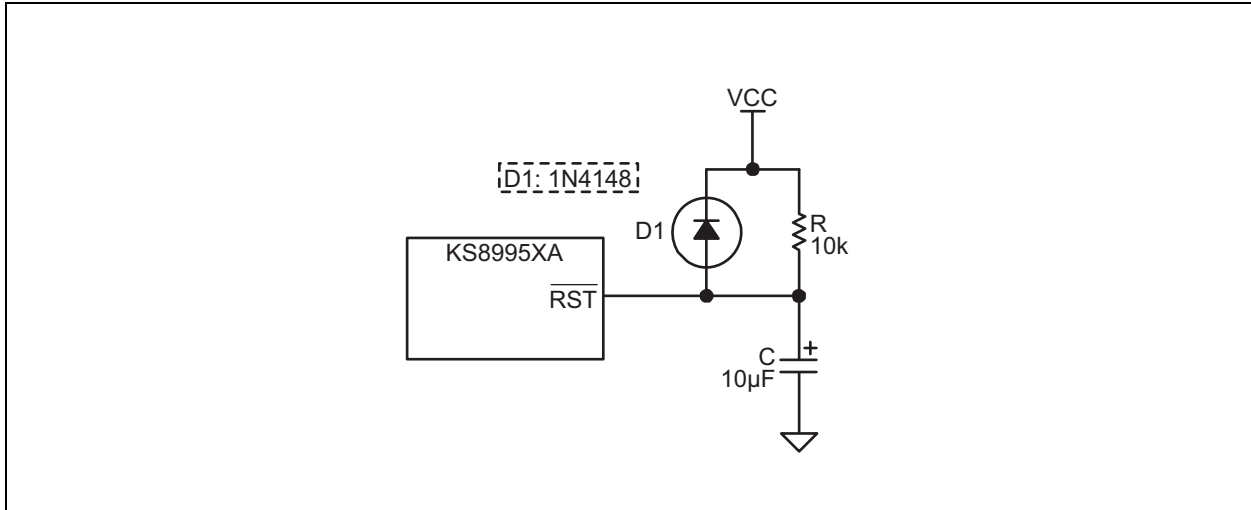 VCC
D1: 1N4148
D1
R
10k
KS8995XA
RST
C
+
10µF